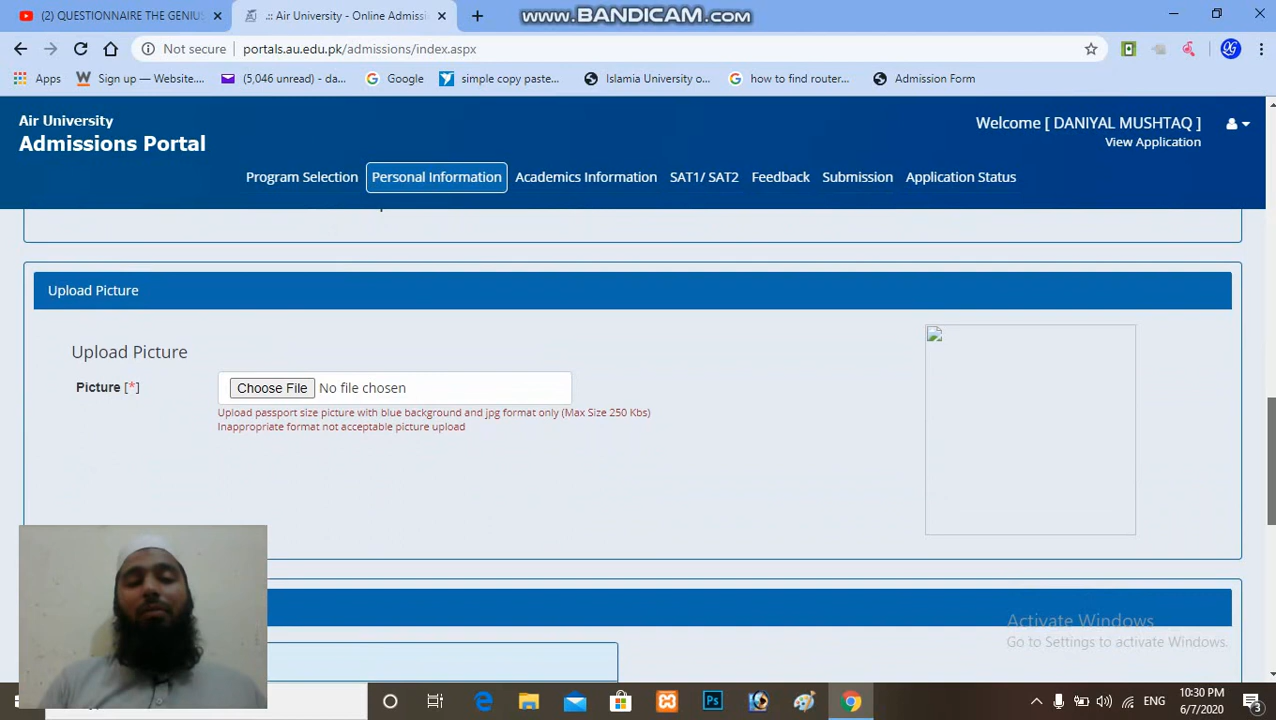 (2) QUESTIONNAIRE THE GENIUS
.:: Air University - Online Admissi
www.BANDICAM.com
Not secure
portals.au.edu.pk/admissions/index.aspx
Apps
Sign up — Website....
(5,046 unread) - da...
Google
simple copy paste...
Islamia University o...
how to find router...
Admission Form
Air University
Admissions Portal
Welcome [ DANIYAL MUSHTAQ ]
View Application
Program Selection
Personal Information
Academics Information
SAT1/ SAT2
Feedback
Submission
Application Status
Upload Picture
Upload Picture
Picture [*]
Choose File
No file chosen
Upload passport size picture with blue background and jpg format only (Max Size 250 Kbs)
Inappropriate format not acceptable picture upload
Activate Windows
Go to Settings to activate Windows.
Ps
ENG
10:30 PM
6/7/2020
3